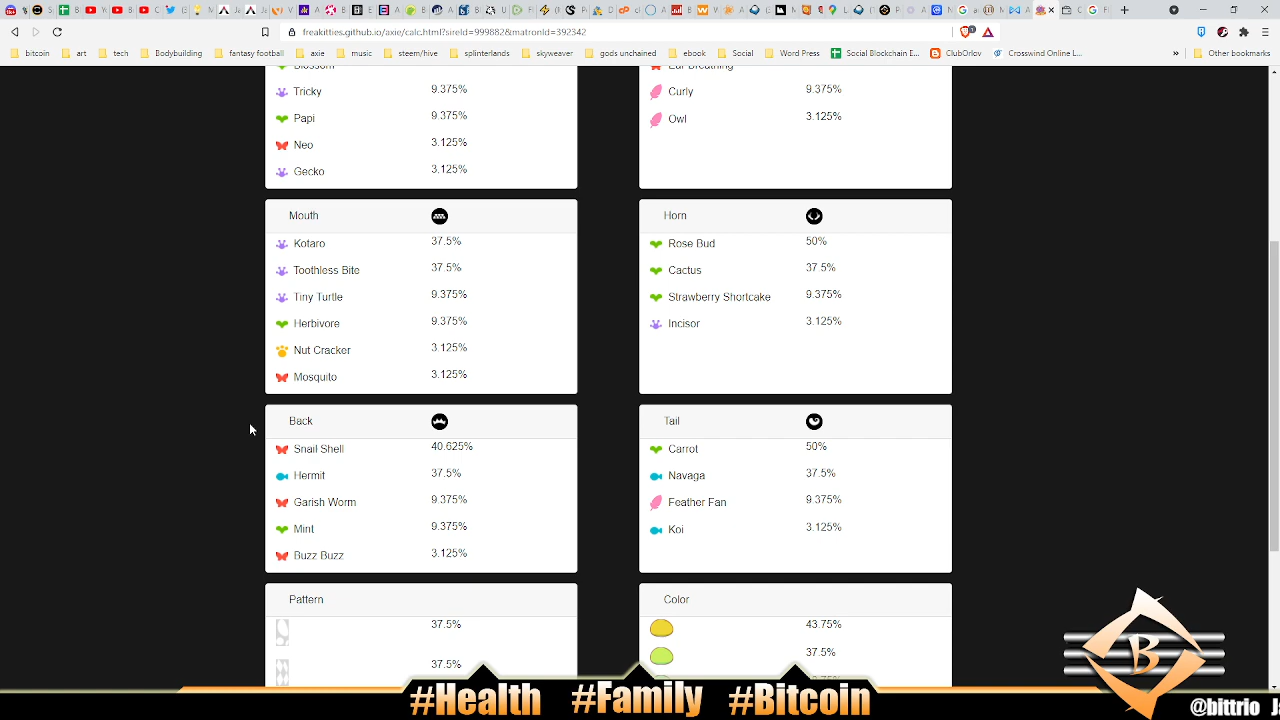 freakitties.github.io/axie/calc.html?sireId=999882&matronId=392342
bitcoin art tech Bodybuilding fantasy football axie music steem/hive splinterlands skyweaver gods unchained ebook Social Word Press Social Blockchain E... ClubOrlov Crosswind Onlin... » Other bookmarks
Blossom
Tricky 9.375%
Papi 9.375%
Neo 3.125%
Gecko 3.125%
Ear Breathing
Curly 9.375%
Owl 3.125%
Mouth
Kotaro 37.5%
Toothless Bite 37.5%
Tiny Turtle 9.375%
Herbivore 9.375%
Nut Cracker 3.125%
Mosquito 3.125%
Horn
Rose Bud 50%
Cactus 37.5%
Strawberry Shortcake 9.375%
Incisor 3.125%
Back
Snail Shell 40.625%
Hermit 37.5%
Garish Worm 9.375%
Mint 9.375%
Buzz Buzz 3.125%
Tail
Carrot 50%
Navaga 37.5%
Feather Fan 9.375%
Koi 3.125%
Pattern
37.5%
37.5%
Color
43.75%
37.5%
B
#Health #Family #Bitcoin
@bittrio